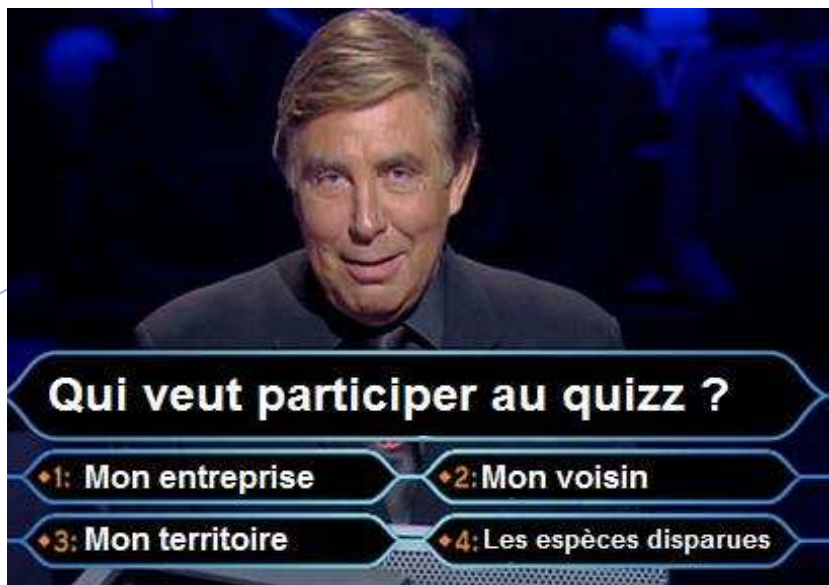 Qui veut participer au quizz ?
1: Mon entreprise
2: Mon voisin
3: Mon territoire
4: Les espèces disparues